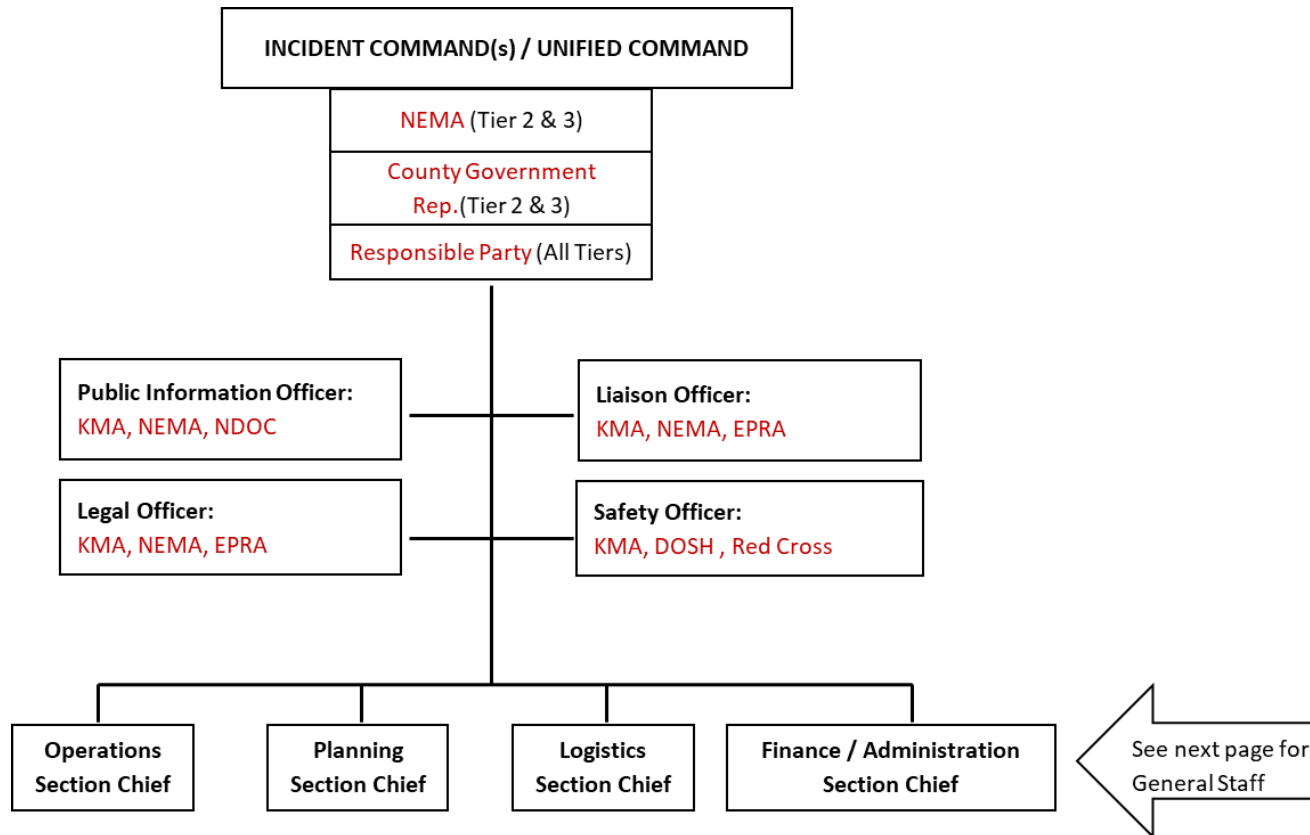 INCIDENT COMMAND(s) / UNIFIED COMMAND
NEMA (Tier 2 & 3)
County Government
Rep.(Tier 2 & 3)
Responsible Party (All Tiers)
Public Information Officer:
KMA, NEMA, NDOC
Liaison Officer:
KMA, NEMA, EPRA
Legal Officer:
KMA, NEMA, EPRA
Safety Officer:
KMA, DOSH , Red Cross
Operations
Section Chief
Planning
Section Chief
Logistics
Section Chief
Finance / Administration
Section Chief
See next page for
General Staff